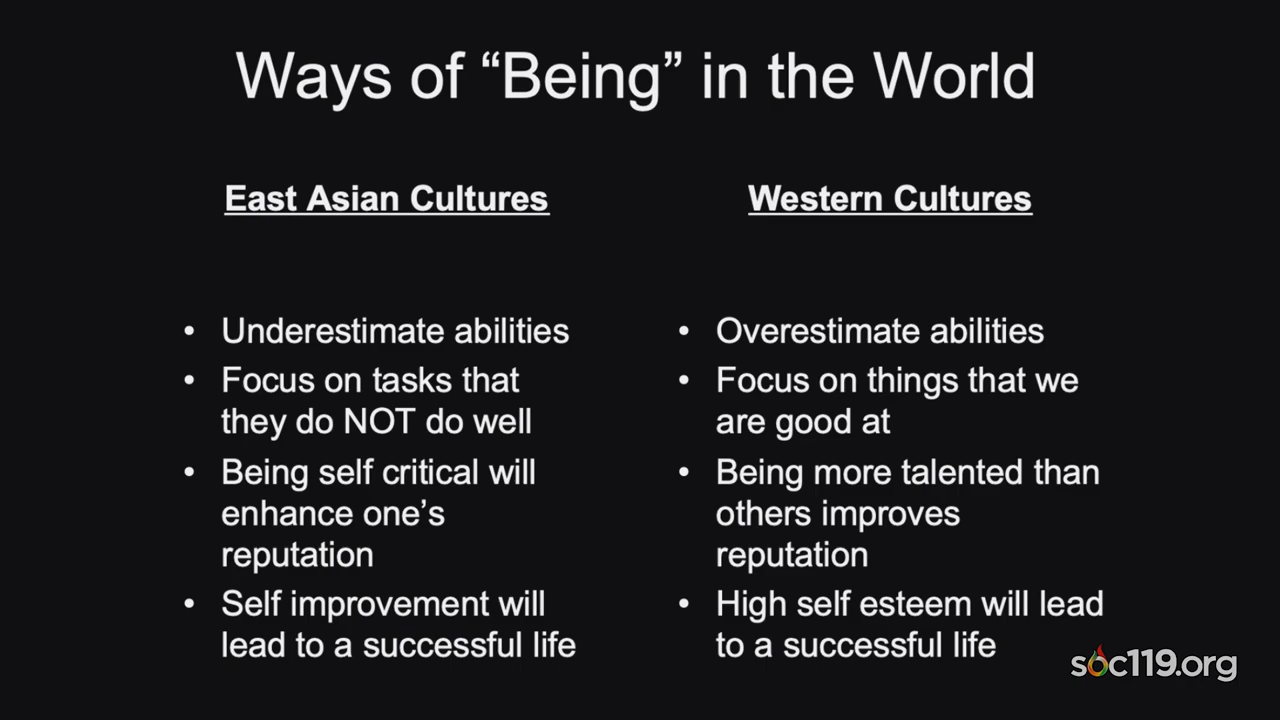 Ways of “Being” in the World
East Asian Cultures
• Underestimate abilities
• Focus on tasks that
they do NOT do well
• Being self critical will
enhance one’s
reputation
• Self improvement will
lead to a successful life
Western Cultures
• Overestimate abilities
• Focus on things that we
are good at
• Being more talented than
others improves
reputation
• High self esteem will lead
to a successful life
soc119.org